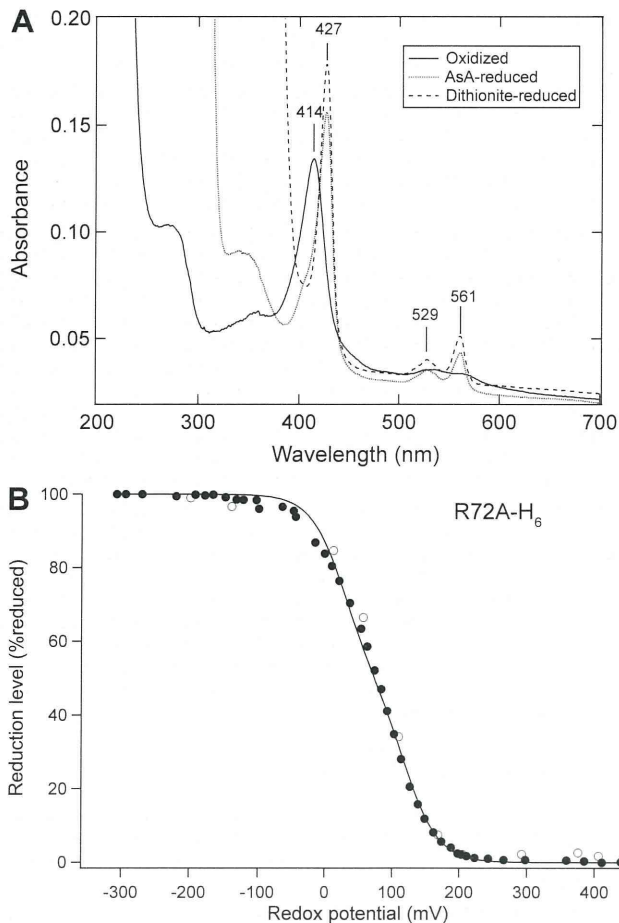 A
0.20
0.15
0.10
0.05
Absorbance
427
414
529
561
Oxidized
AsA-reduced
Dithionite-reduced
200
300
400
500
600
700
Wavelength (nm)
B
R72A-H₆
100
80
60
40
20
0
Reduction level (%reduced)
-300
-200
-100
0
100
200
300
400
Redox potential (mV)